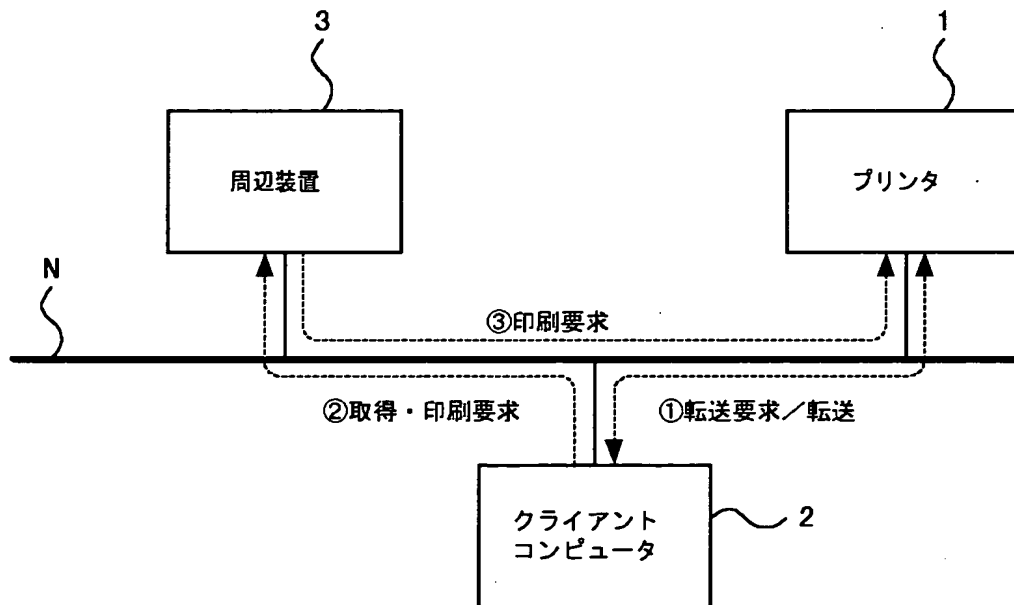 3
1
周辺装置
プリンタ
N
③印刷要求
②取得・印刷要求
①転送要求／転送
クライアント
コンピュータ
2